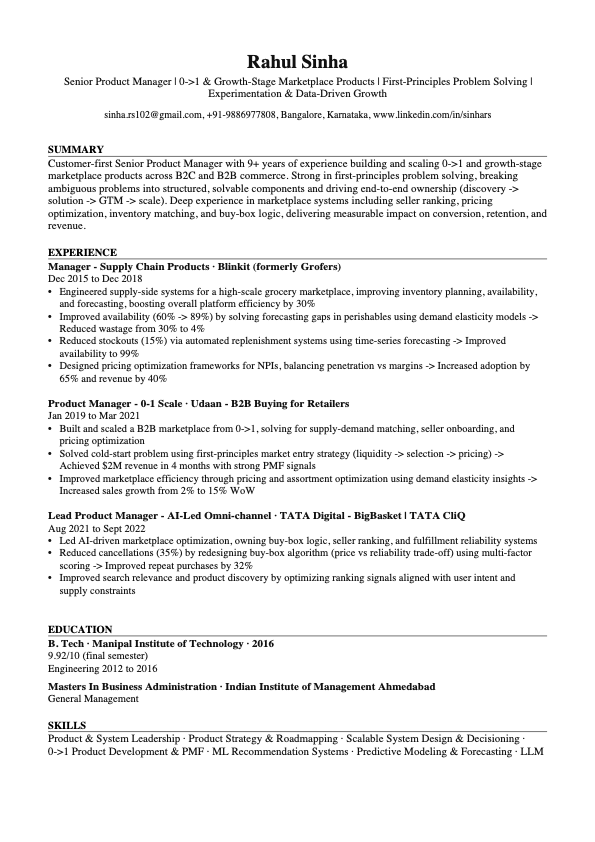 Rahul Sinha
Senior Product Manager | 0->1 & Growth-Stage Marketplace Products | First-Principles Problem Solving |
Experimentation & Data-Driven Growth
sinha.rs102@gmail.com, +91-9886977808, Bangalore, Karnataka, www.linkedin.com/in/sinhars
SUMMARY
Customer-first Senior Product Manager with 9+ years of experience building and scaling 0->1 and growth-stage
marketplace products across B2C and B2B commerce. Strong in first-principles problem solving, breaking
ambiguous problems into structured, solvable components and driving end-to-end ownership (discovery ->
solution -> GTM -> scale). Deep experience in marketplace systems including seller ranking, pricing
optimization, inventory matching, and buy-box logic, delivering measurable impact on conversion, retention, and
revenue.
EXPERIENCE
Manager - Supply Chain Products · Blinkit (formerly Grofers)
Dec 2015 to Dec 2018
• Engineered supply-side systems for a high-scale grocery marketplace, improving inventory planning, availability,
and forecasting, boosting overall platform efficiency by 30%
• Improved availability (60% -> 89%) by solving forecasting gaps in perishables using demand elasticity models ->
Reduced wastage from 30% to 4%
• Reduced stockouts (15%) via automated replenishment systems using time-series forecasting -> Improved
availability to 99%
• Designed pricing optimization frameworks for NPIs, balancing penetration vs margins -> Increased adoption by
65% and revenue by 40%
Product Manager - 0-1 Scale · Udaan - B2B Buying for Retailers
Jan 2019 to Mar 2021
• Built and scaled a B2B marketplace from 0->1, solving for supply-demand matching, seller onboarding, and
pricing optimization
• Solved cold-start problem using first-principles market entry strategy (liquidity -> selection -> pricing) ->
Achieved $2M revenue in 4 months with strong PMF signals
• Improved marketplace efficiency through pricing and assortment optimization using demand elasticity insights ->
Increased sales growth from 2% to 15% WoW
Lead Product Manager - AI-Led Omni-channel · TATA Digital - BigBasket | TATA CliQ
Aug 2021 to Sept 2022
• Led AI-driven marketplace optimization, owning buy-box logic, seller ranking, and fulfillment reliability systems
• Reduced cancellations (35%) by redesigning buy-box algorithm (price vs reliability trade-off) using multi-factor
scoring -> Improved repeat purchases by 32%
• Improved search relevance and product discovery by optimizing ranking signals aligned with user intent and
supply constraints
EDUCATION
B. Tech · Manipal Institute of Technology · 2016
9.92/10 (final semester)
Engineering 2012 to 2016
Masters In Business Administration · Indian Institute of Management Ahmedabad
General Management
SKILLS
Product & System Leadership · Product Strategy & Roadmapping · Scalable System Design & Decisioning ·
0->1 Product Development & PMF · ML Recommendation Systems · Predictive Modeling & Forecasting · LLM